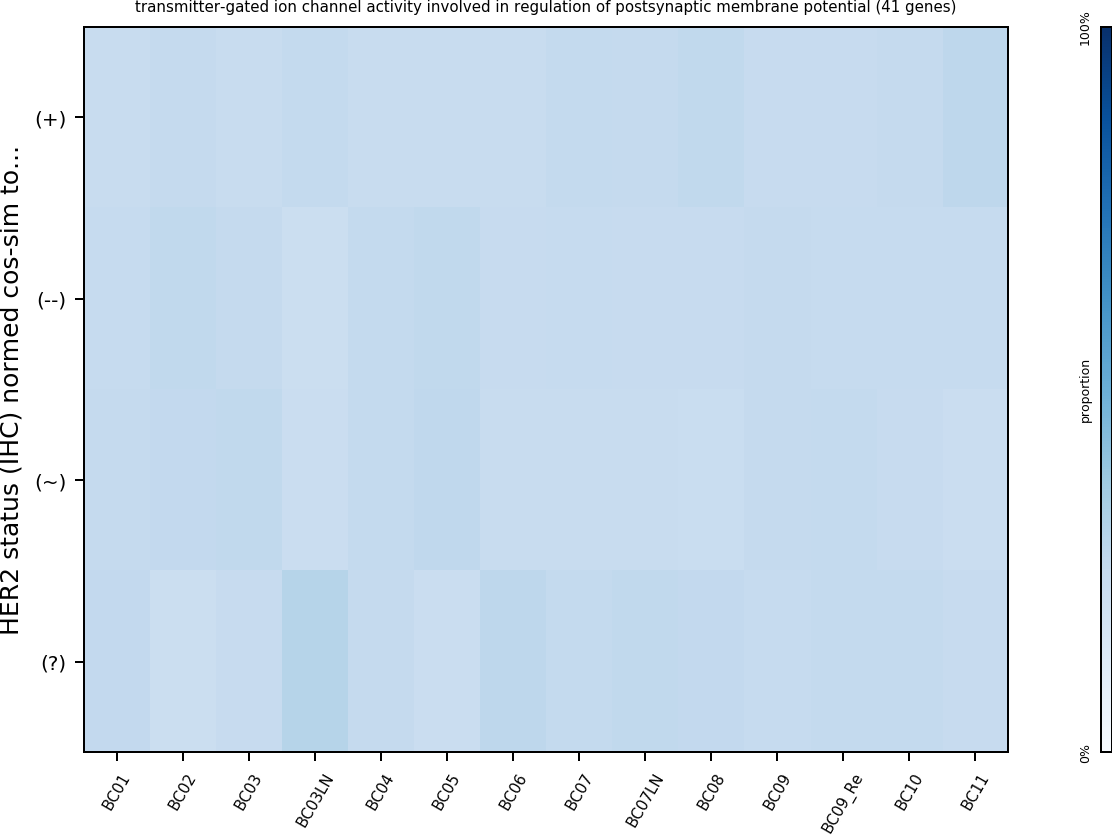 transmitter-gated ion channel activity involved in regulation of postsynaptic membrane potential (41 genes)
HER2 status (IHC) normed cos-sim to...
(+)
(--)
(~)
(?)
BC01
BC02
BC03
BC03LN
BC04
BC05
BC06
BC07
BC07LN
BC08
BC09
BC09_Re
BC10
BC11
100%
proportion
0%